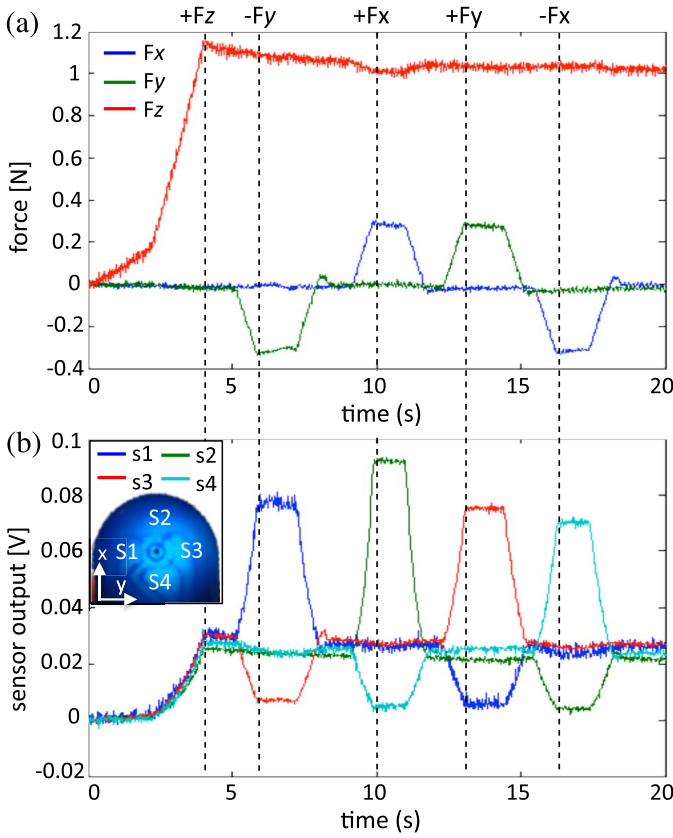 +Fz -Fy +Fx +Fy -Fx
(a)
1.2
1
0.8
0.6
0.4
0.2
0
-0.2
-0.4
force [N]
Fx
Fy
Fz
0 5 10 15 20
time (s)
(b)
0.1
0.08
0.06
0.04
0.02
0
-0.02
sensor output [V]
s1 s2
s3 s4
S2
S1 S3
S4
x
y
0 5 10 15 20
time (s)